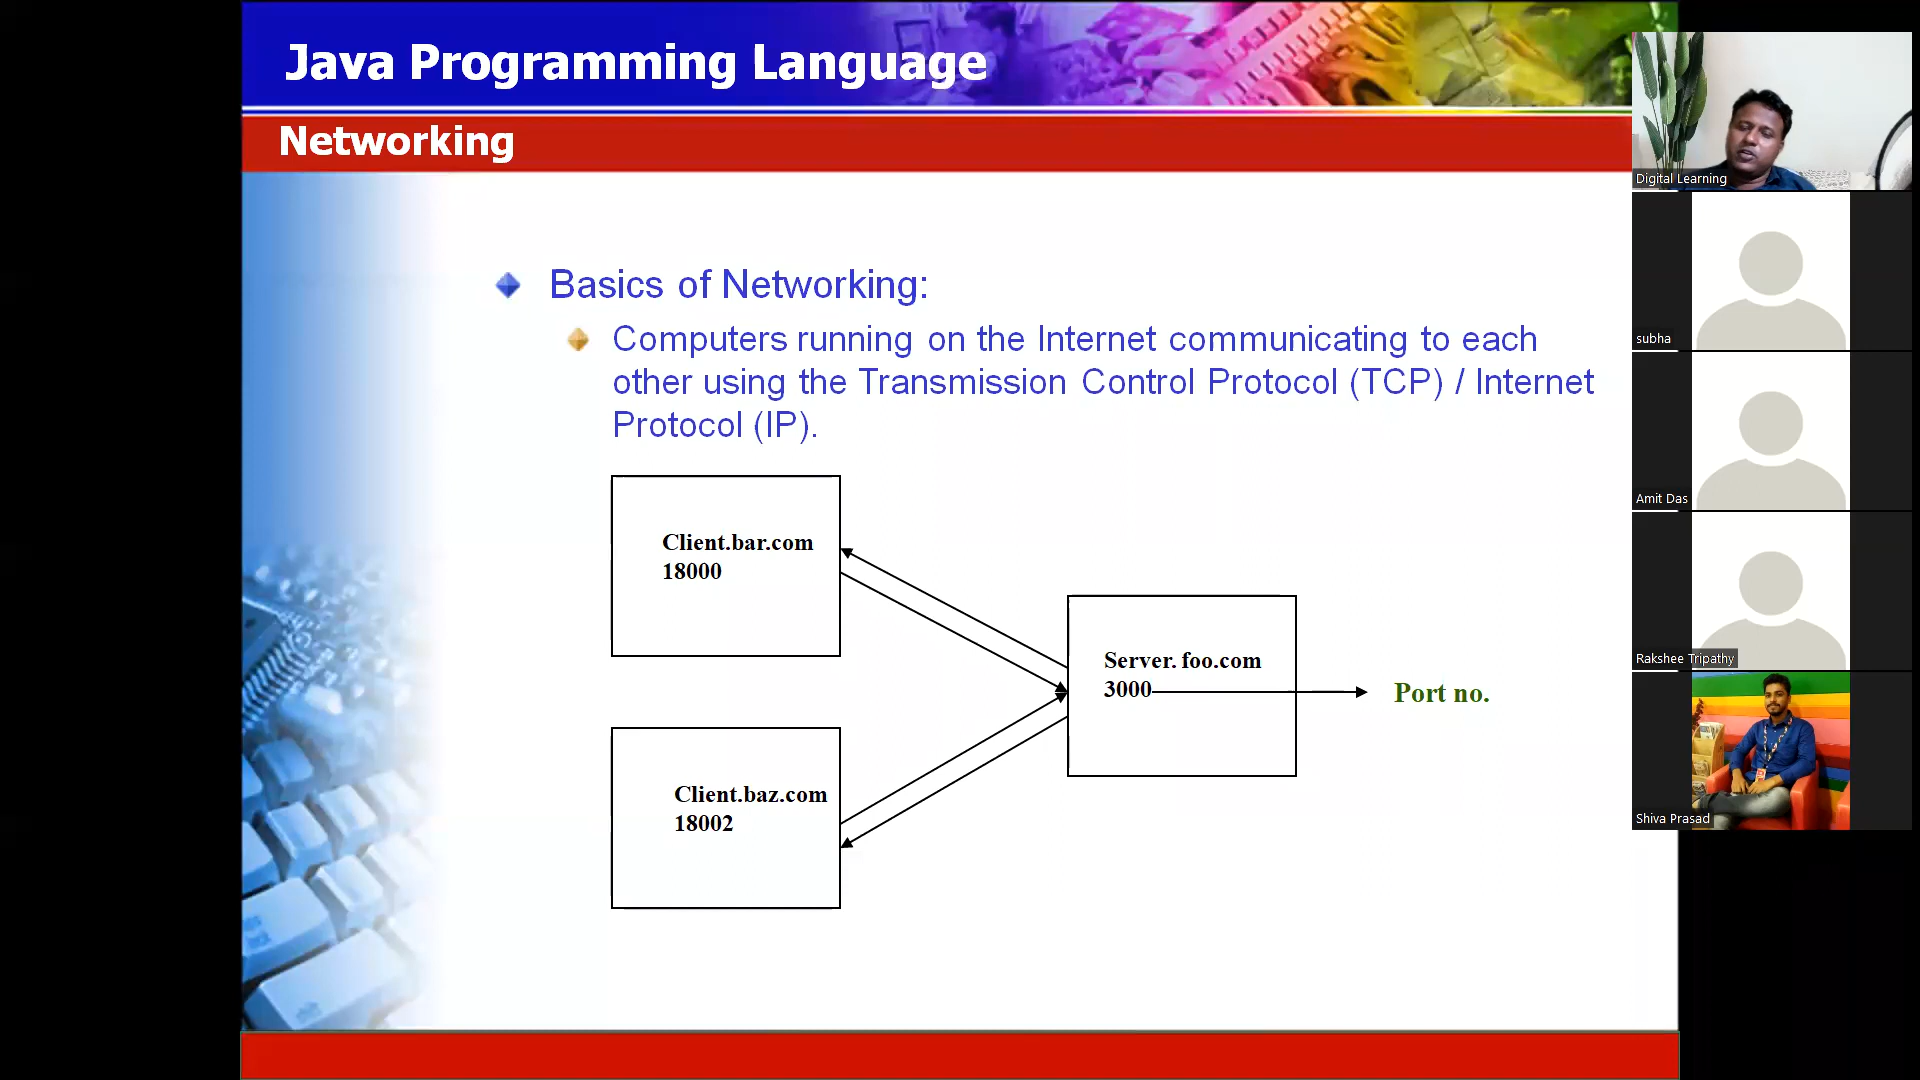 Java Programming Language
Networking
Basics of Networking:
Computers running on the Internet communicating to each
other using the Transmission Control Protocol (TCP) / Internet
Protocol (IP).
Client.bar.com
18000
Server. foo.com
3000
Port no.
Client.baz.com
18002
Digital Learning
subha
Amit Das
Rakshee Tripathy
Shiva Prasad